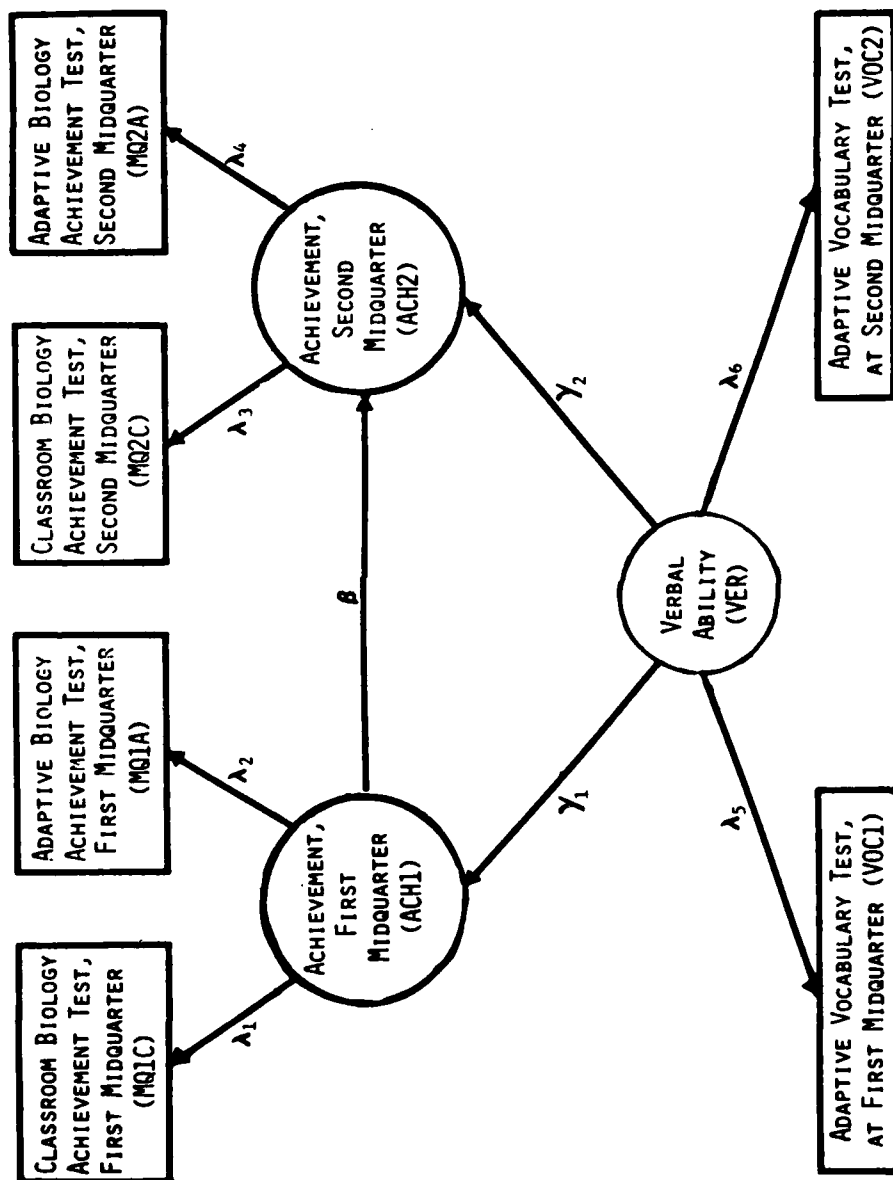 CLASSROOM BIOLOGY
ACHIEVEMENT TEST,
FIRST MIDQUARTER
(MQ1C)
ADAPTIVE BIOLOGY
ACHIEVEMENT TEST,
FIRST MIDQUARTER
(MQ1A)
CLASSROOM BIOLOGY
ACHIEVEMENT TEST,
SECOND MIDQUARTER
(MQ2C)
ADAPTIVE BIOLOGY
ACHIEVEMENT TEST,
SECOND MIDQUARTER
(MQ2A)
λ1
λ2
λ3
λ4
ACHIEVEMENT,
FIRST
MIDQUARTER
(ACH1)
β
ACHIEVEMENT,
SECOND
MIDQUARTER
(ACH2)
γ1
γ2
VERBAL
ABILITY
(VER)
λ5
λ6
ADAPTIVE VOCABULARY TEST,
AT FIRST MIDQUARTER (VOC1)
ADAPTIVE VOCABULARY TEST,
AT SECOND MIDQUARTER (VOC2)